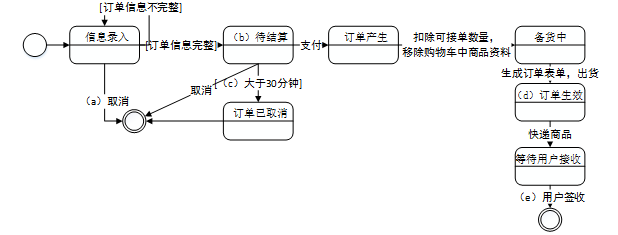 [订单信息不完整]
信息录入
[订单信息完整]
（b）待结算
支付
订单产生
扣除可接单数量，
移除购物车中商品资料
备货中
生成订单表单，出货
（a）取消
取消
[（c）大于30分钟]
订单已取消
（d）订单生效
快递商品
等待用户接收
（e）用户签收